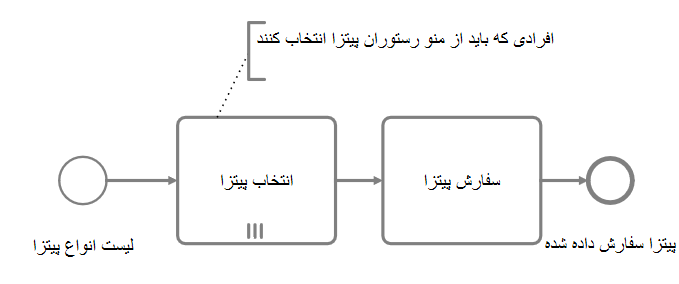 افرادی که باید از منو رستوران پیتزا انتخاب کنند
انتخاب پیتزا
سفارش پیتزا
لیست انواع پیتزا
پیتزا سفارش داده شده